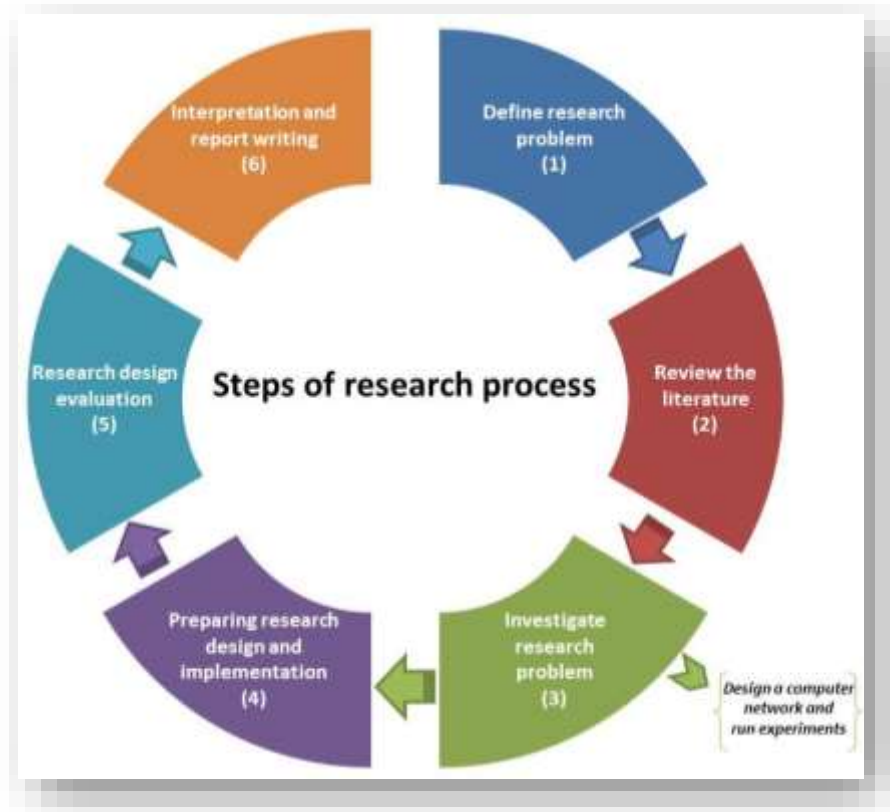 Define research
problem
(1)
Review the
literature
(2)
Investigate
research
problem
(3)
Design a computer
network and
run experiments
Preparing research
design and
implementation
(4)
Research design
evaluation
(5)
Interpretation and
report writing
(6)
Steps of research process